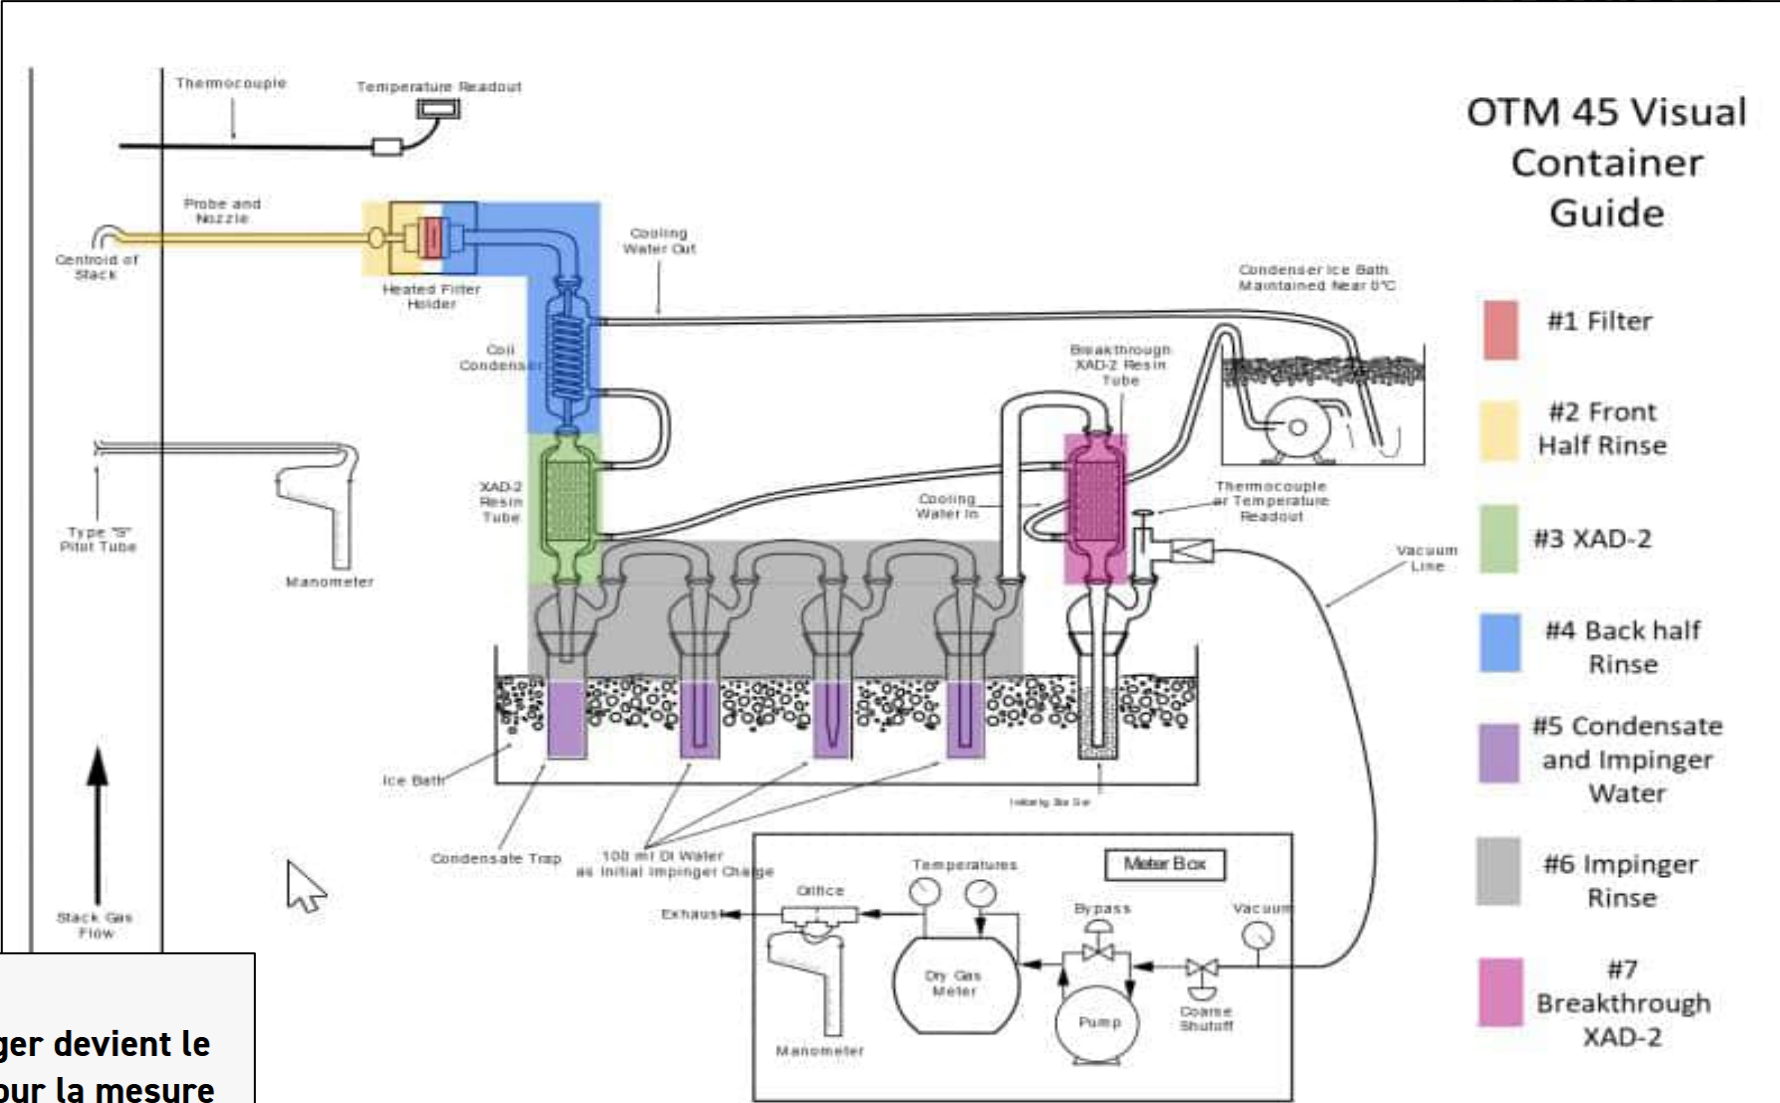 OTM 45 Visual
Container
Guide
#1 Filter
#2 Front
Half Rinse
#3 XAD-2
#4 Back half
Rinse
#5 Condensate
and Impinger
Water
#6 Impinger
Rinse
#7
Breakthrough
XAD-2
Thermocouple
Temperature Readout
Probe and
Nozzle
Centroid of
Stack
Heated Filter
Holder
Cooling
Water Out
Condenser Ice Bath
Maintained Near 0°C
Coil
Condenser
Breakthrough
XAD-2 Resin
Tube
XAD-2
Resin
Tube
Cooling
Water In
Thermocouple
or Temperature
Readout
Type "S"
Pitot Tube
Manometer
Vacuum
Line
Ice Bath
Condensate Trap
100 ml DI Water
as Initial Impinger Charge
Stack Gas
Flow
Meter Box
Temperatures
Orifice
Exhaust
Bypass
Vacuum
Dry Gas
Meter
Pump
Coarse
Shutoff
Manometer
ger devient le
our la mesure